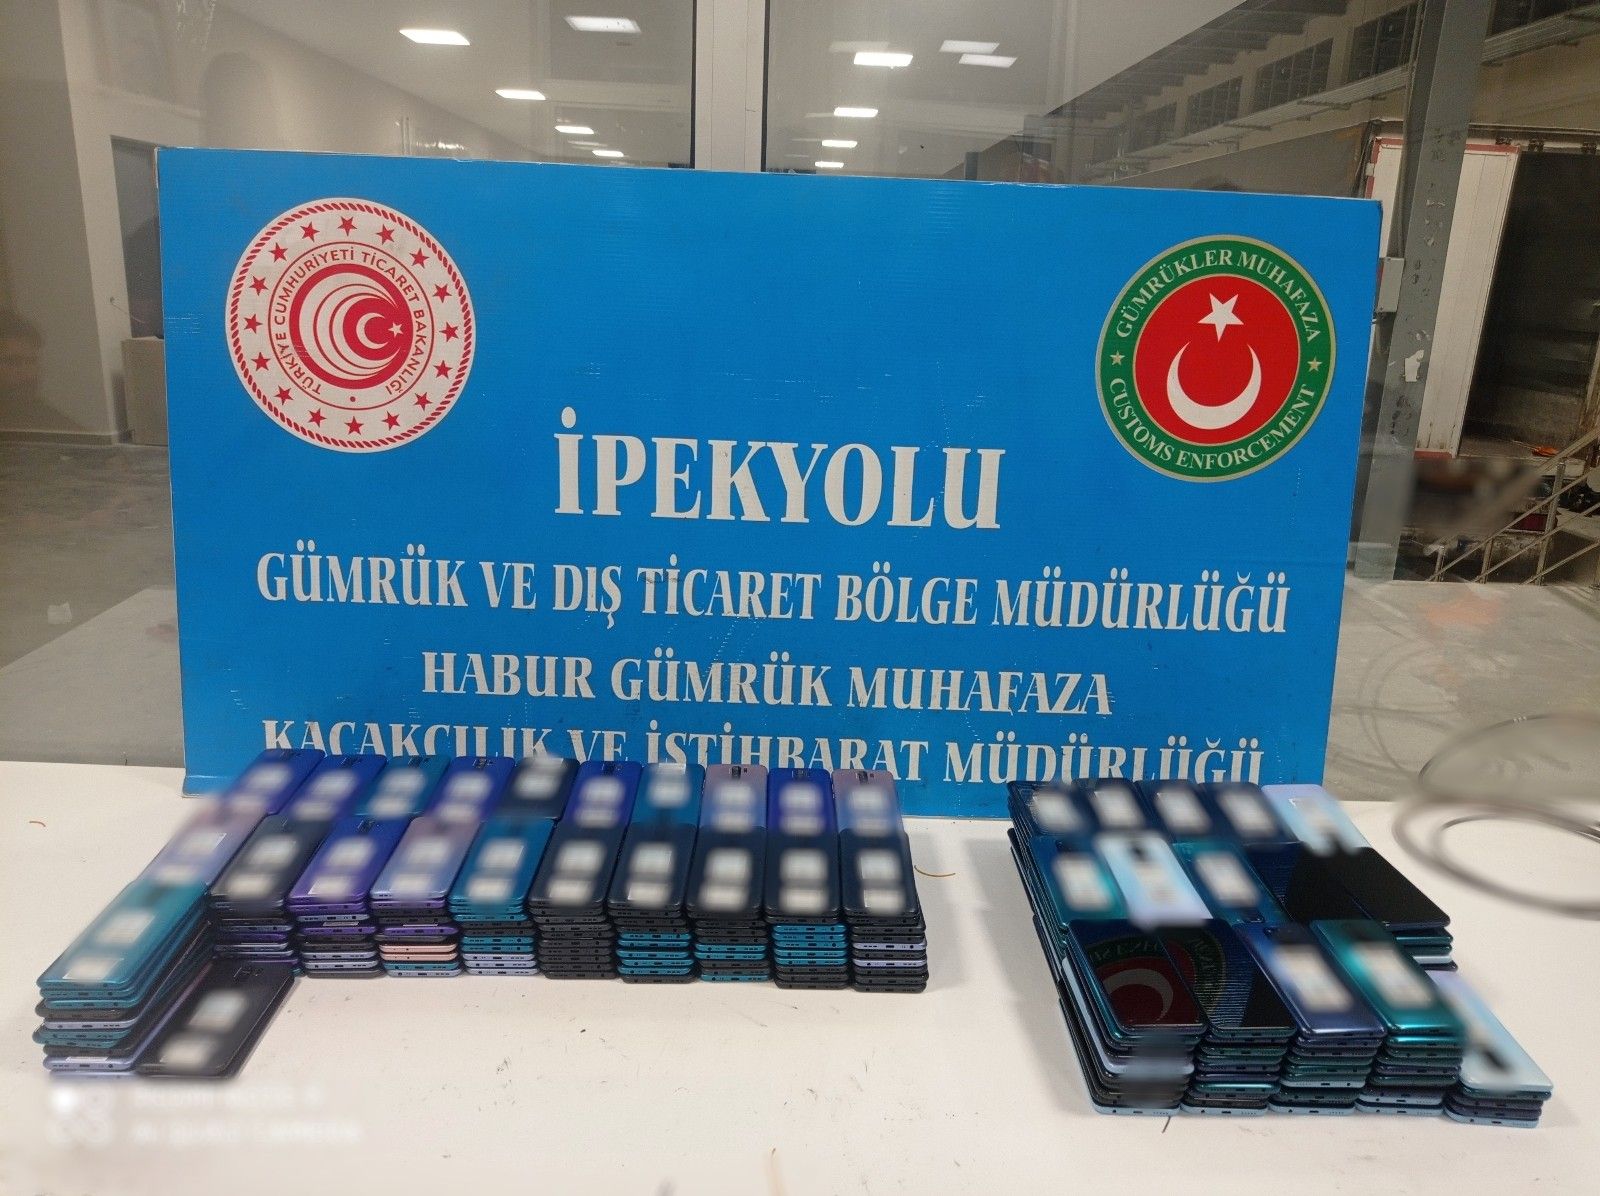 TÜRKİYE CUMHURİYETİ TİCARET BAKANLIĞI
GÜMRÜKLER MUHAFAZA
CUSTOMS ENFORCEMENT
İPEKYOLU
GÜMRÜK VE DIŞ TİCARET BÖLGE MÜDÜRLÜĞÜ
HABUR GÜMRÜK MUHAFAZA
KAÇAKÇILIK VE İSTİHBARAT MÜDÜRLÜĞÜ